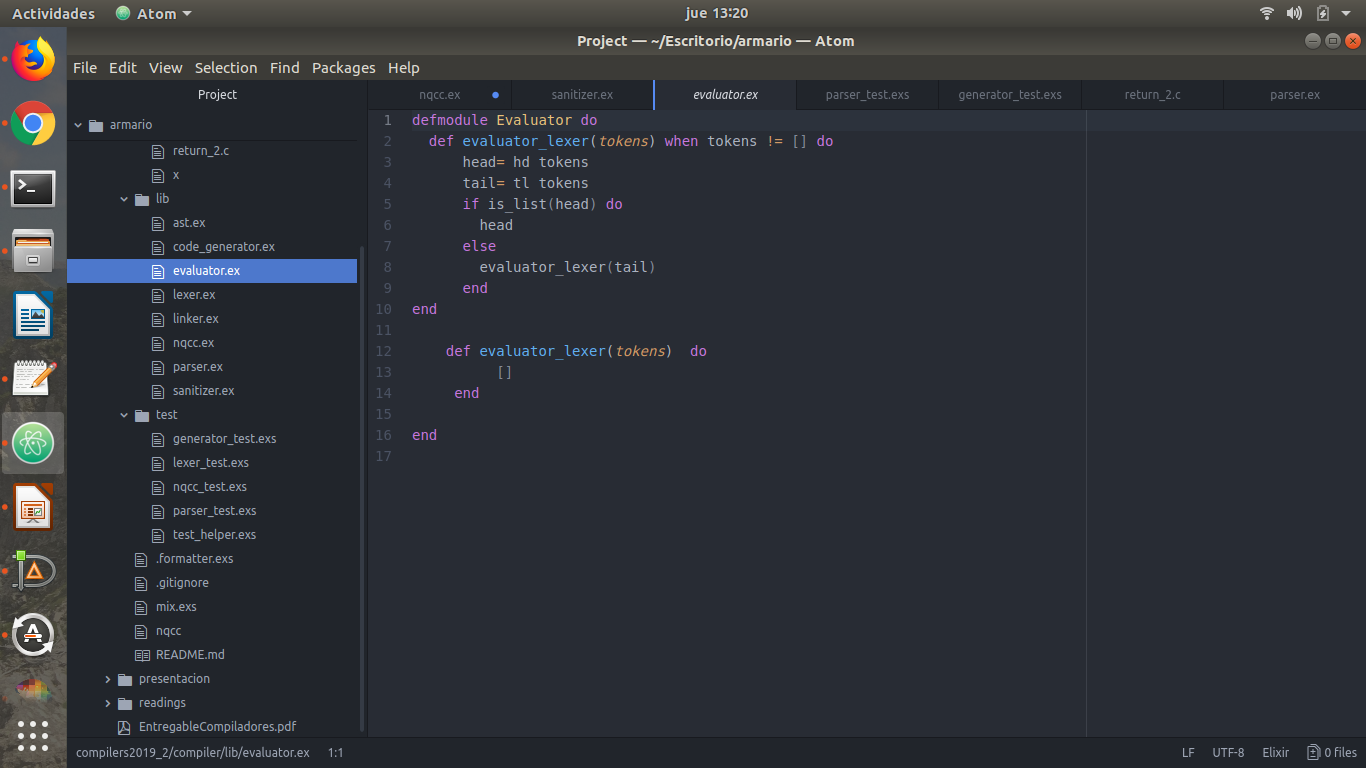 Actividades Atom jue 13:20
Project — ~/Escritorio/armario — Atom
File Edit View Selection Find Packages Help
Project
armario
return_2.c
x
lib
ast.ex
code_generator.ex
evaluator.ex
lexer.ex
linker.ex
nqcc.ex
parser.ex
sanitizer.ex
test
generator_test.exs
lexer_test.exs
nqcc_test.exs
parser_test.exs
test_helper.exs
.formatter.exs
.gitignore
mix.exs
nqcc
README.md
presentacion
readings
EntregableCompiladores.pdf
nqcc.ex sanitizer.ex evaluator.ex parser_test.exs generator_test.exs return_2.c parser.ex
1 defmodule Evaluator do
2   def evaluator_lexer(tokens) when tokens != [] do
3       head= hd tokens
4       tail= tl tokens
5       if is_list(head) do
6         head
7       else
8         evaluator_lexer(tail)
9       end
10 end
11
12     def evaluator_lexer(tokens)  do
13           []
14      end
15
16 end
17
compilers2019_2/compiler/lib/evaluator.ex 1:1 LF UTF-8 Elixir 0 files